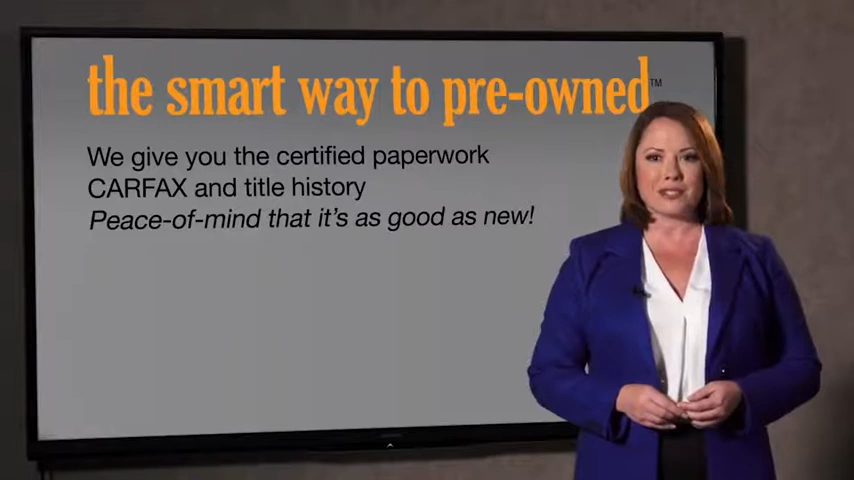 the smart way to pre-owned™
We give you the certified paperwork
CARFAX and title history
Peace-of-mind that it's as good as new!